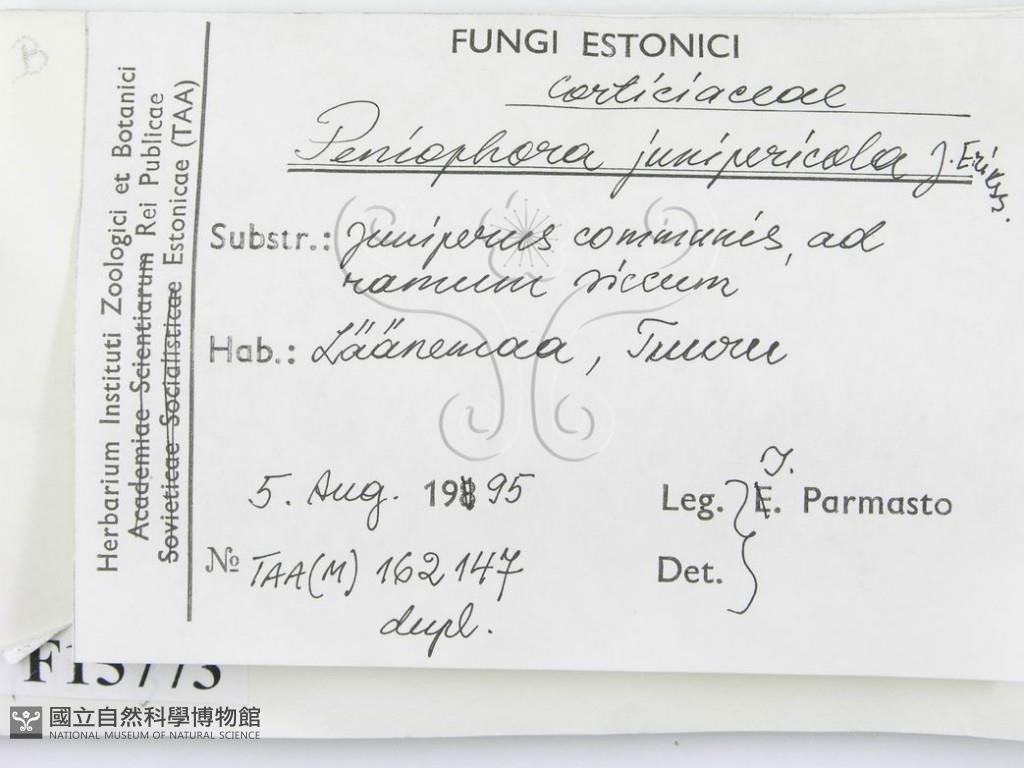 B
FUNGI ESTONICI
Corticiaceae
Peniophora junipericola J. Erikss.
Substr.: Juniperus communis, ad
ramum siccum
Hab.: Läänemaa, Tuuru
5. Aug. 1995
Leg. I. Parmasto
Det.
№ TAA(M) 162147
dupl.
Herbarium Instituti Zoologici et Botanici
Academiae Scientiarum Rei Publicae
Sovieticae Socialisticae Estonicae (TAA)
F15773
國立自然科學博物館
NATIONAL MUSEUM OF NATURAL SCIENCE